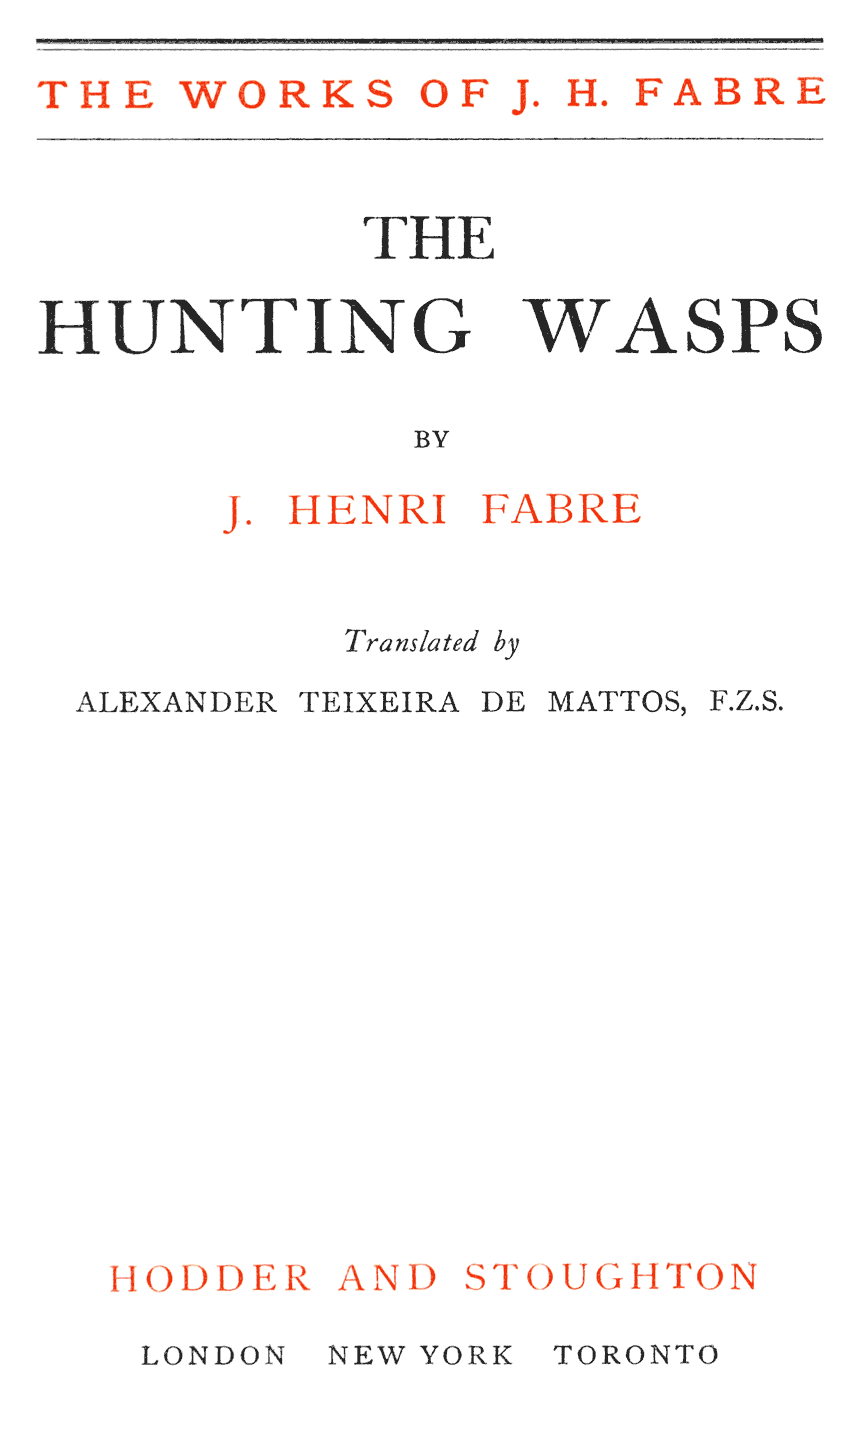 THE WORKS OF J. H. FABRE
THE
HUNTING WASPS
BY
J. HENRI FABRE
Translated by
ALEXANDER TEIXEIRA DE MATTOS, F.Z.S.
HODDER AND STOUGHTON
LONDON NEW YORK TORONTO